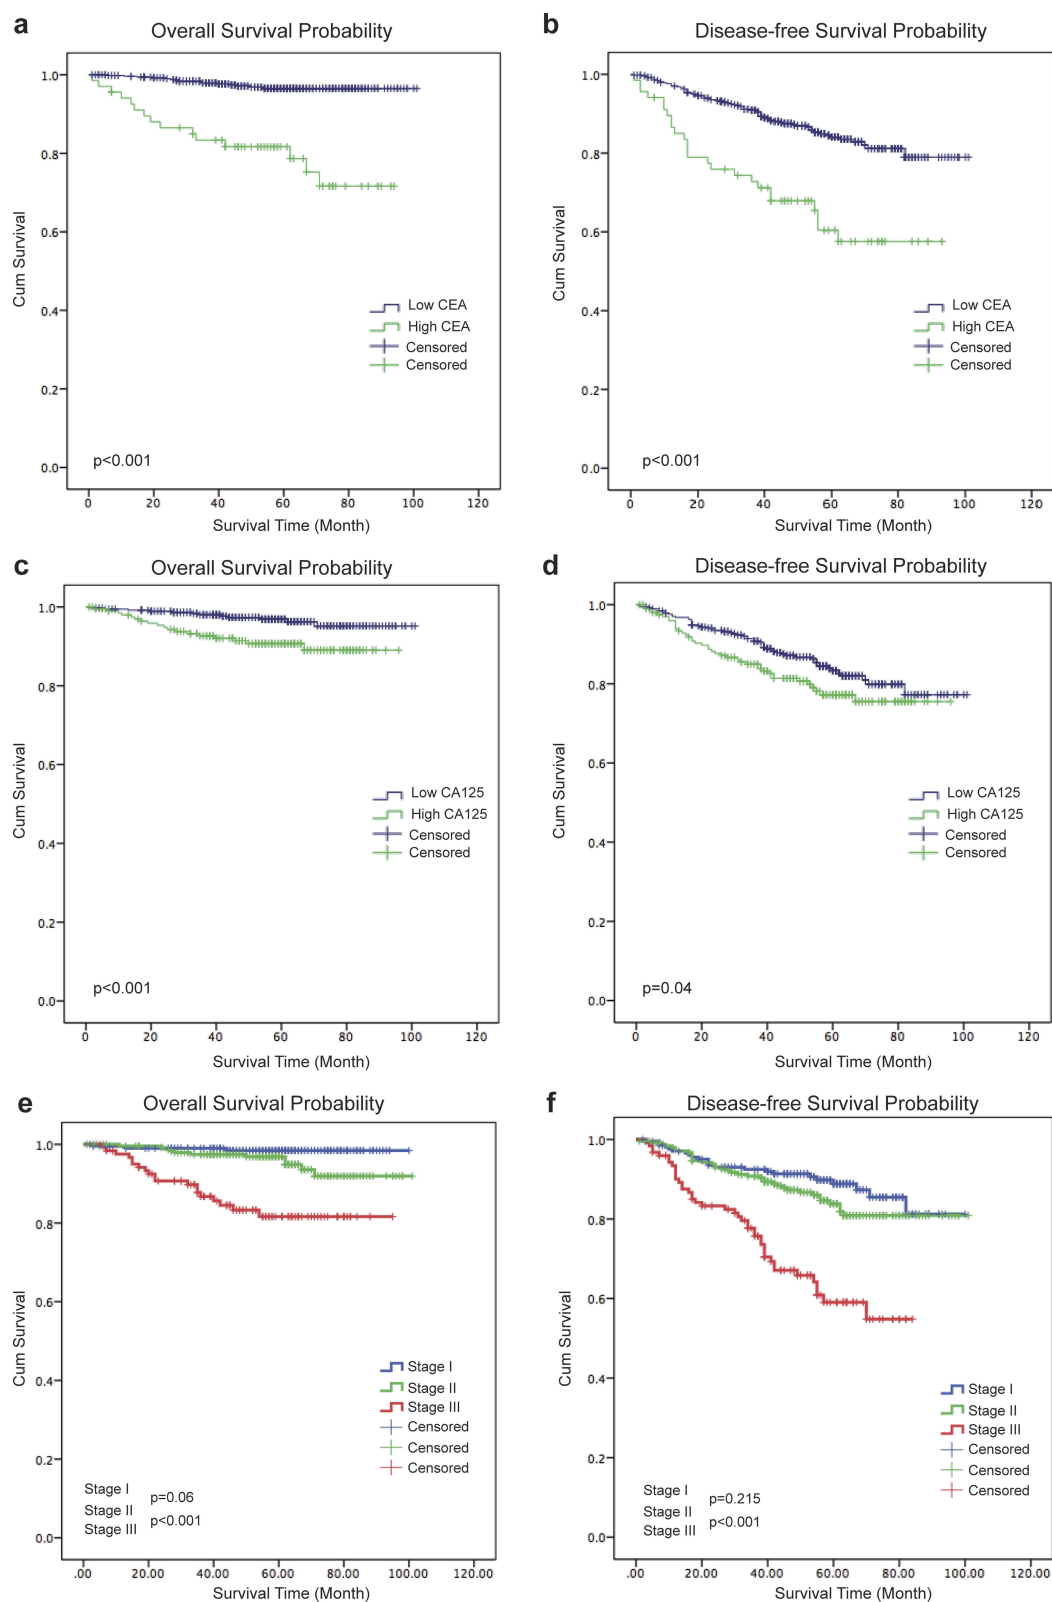 a
Overall Survival Probability
1.0
0.8
0.6
0.4
0.2
0.0
Cum Survival
Low CEA
High CEA
Censored
Censored
p<0.001
0 20 40 60 80 100 120
Survival Time (Month)
b
Disease-free Survival Probability
1.0
0.8
0.6
0.4
0.2
0.0
Cum Survival
Low CEA
High CEA
Censored
Censored
p<0.001
0 20 40 60 80 100 120
Survival Time (Month)
c
Overall Survival Probability
1.0
0.8
0.6
0.4
0.2
0.0
Cum Survival
Low CA125
High CA125
Censored
Censored
p<0.001
0 20 40 60 80 100 120
Survival Time (Month)
d
Disease-free Survival Probability
1.0
0.8
0.6
0.4
0.2
0.0
Cum Survival
Low CA125
High CA125
Censored
Censored
p=0.04
0 20 40 60 80 100 120
Survival Time (Month)
e
Overall Survival Probability
1.0
0.8
0.6
0.4
0.2
0.0
Cum Survival
Stage I
Stage II
Stage III
Censored
Censored
Censored
Stage I
p=0.06
Stage II
p<0.001
Stage III
.00 20.00 40.00 60.00 80.00 100.00 120.00
Survival Time (Month)
f
Disease-free Survival Probability
1.0
0.8
0.6
0.4
0.2
0.0
Cum Survival
Stage I
Stage II
Stage III
Censored
Censored
Censored
Stage I
p=0.215
Stage II
p<0.001
Stage III
.00 20.00 40.00 60.00 80.00 100.00 120.00
Survival Time (Month)